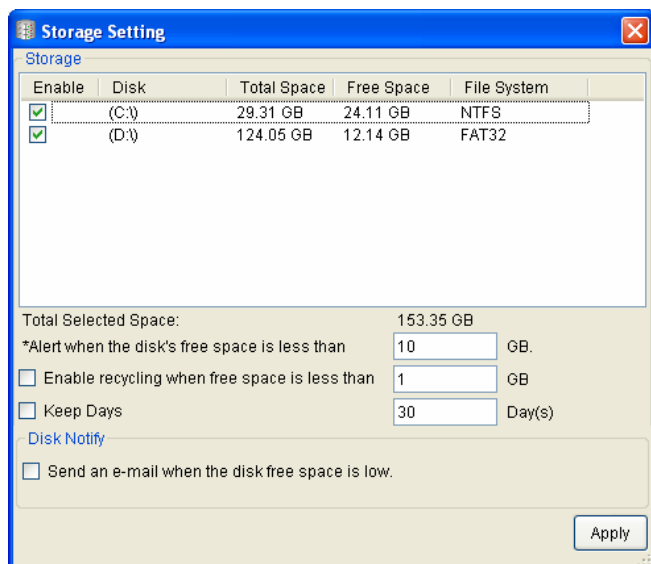 Storage Setting
Storage
Enable Disk Total Space Free Space File System
(C:\) 29.31 GB 24.11 GB NTFS
(D:\) 124.05 GB 12.14 GB FAT32
Total Selected Space: 153.35 GB
*Alert when the disk's free space is less than 10 GB.
Enable recycling when free space is less than 1 GB
Keep Days 30 Day(s)
Disk Notify
Send an e-mail when the disk free space is low.
Apply